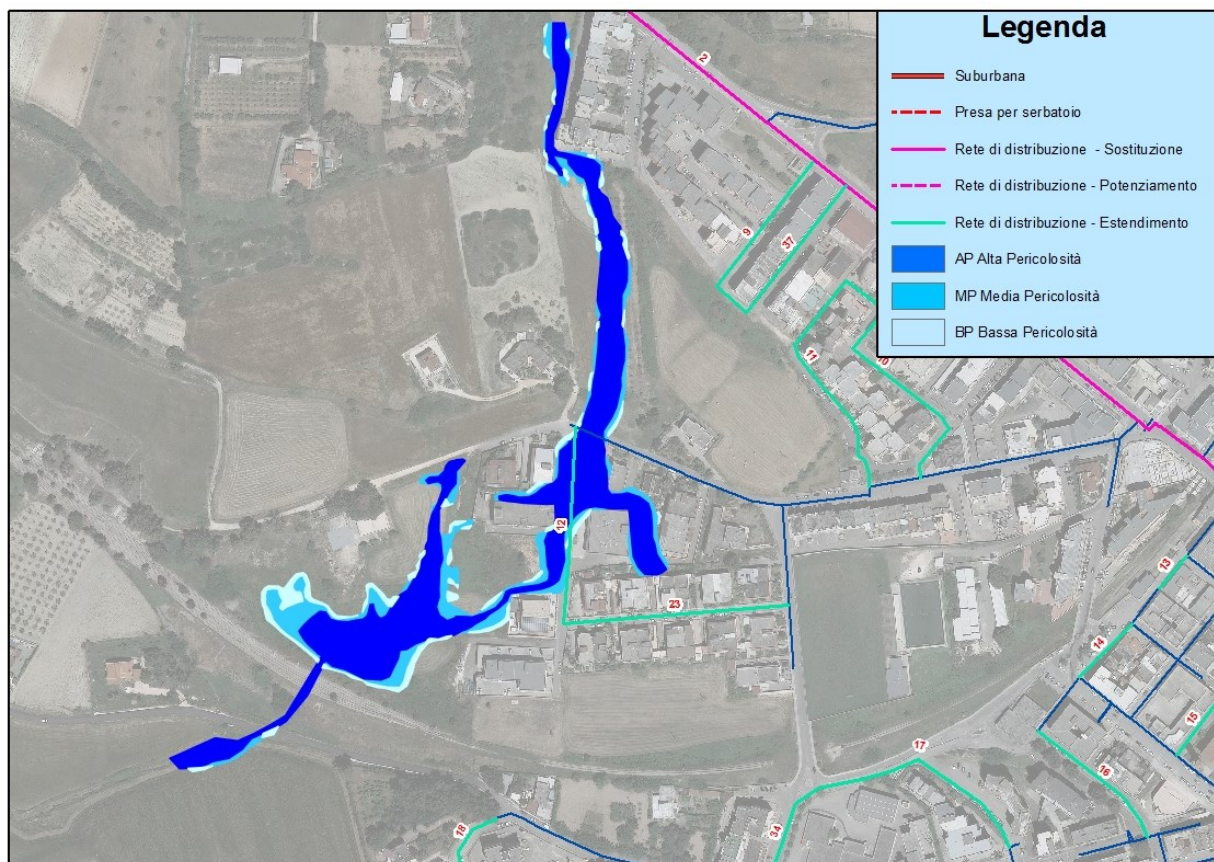 Legenda
Suburbana
Presa per serbatoio
Rete di distribuzione - Sostituzione
Rete di distribuzione - Potenziamento
Rete di distribuzione - Estendimento
AP Alta Pericolosità
MP Media Pericolosità
BP Bassa Pericolosità
2
9
37
11
10
12
23
13
14
15
17
16
18
34